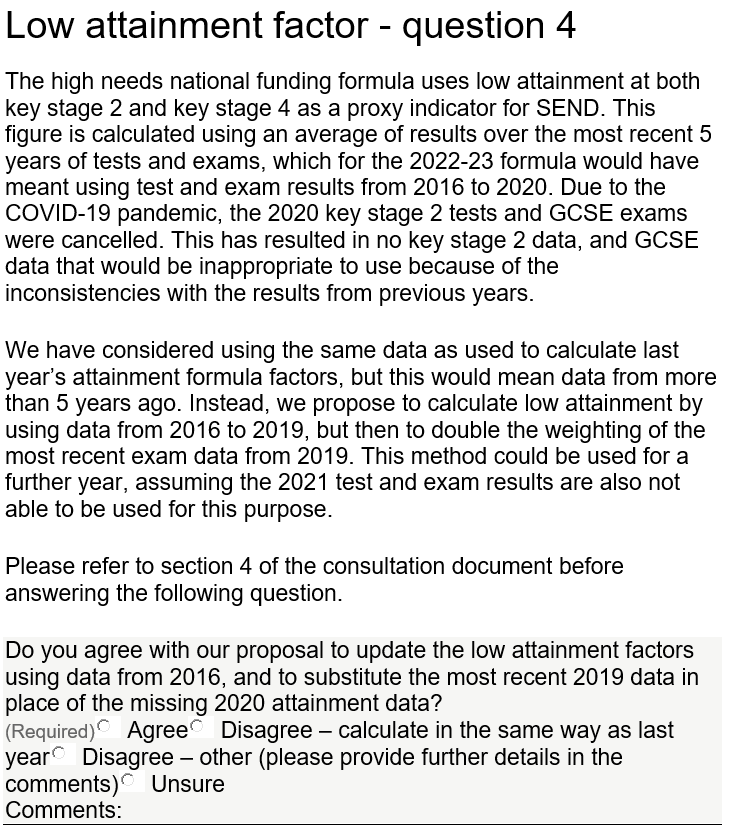 Low attainment factor - question 4
The high needs national funding formula uses low attainment at both
key stage 2 and key stage 4 as a proxy indicator for SEND. This
figure is calculated using an average of results over the most recent 5
years of tests and exams, which for the 2022-23 formula would have
meant using test and exam results from 2016 to 2020. Due to the
COVID-19 pandemic, the 2020 key stage 2 tests and GCSE exams
were cancelled. This has resulted in no key stage 2 data, and GCSE
data that would be inappropriate to use because of the
inconsistencies with the results from previous years.
We have considered using the same data as used to calculate last
year’s attainment formula factors, but this would mean data from more
than 5 years ago. Instead, we propose to calculate low attainment by
using data from 2016 to 2019, but then to double the weighting of the
most recent exam data from 2019. This method could be used for a
further year, assuming the 2021 test and exam results are also not
able to be used for this purpose.
Please refer to section 4 of the consultation document before
answering the following question.
Do you agree with our proposal to update the low attainment factors
using data from 2016, and to substitute the most recent 2019 data in
place of the missing 2020 attainment data?
(Required) Agree Disagree – calculate in the same way as last
year Disagree – other (please provide further details in the
comments) Unsure
Comments: